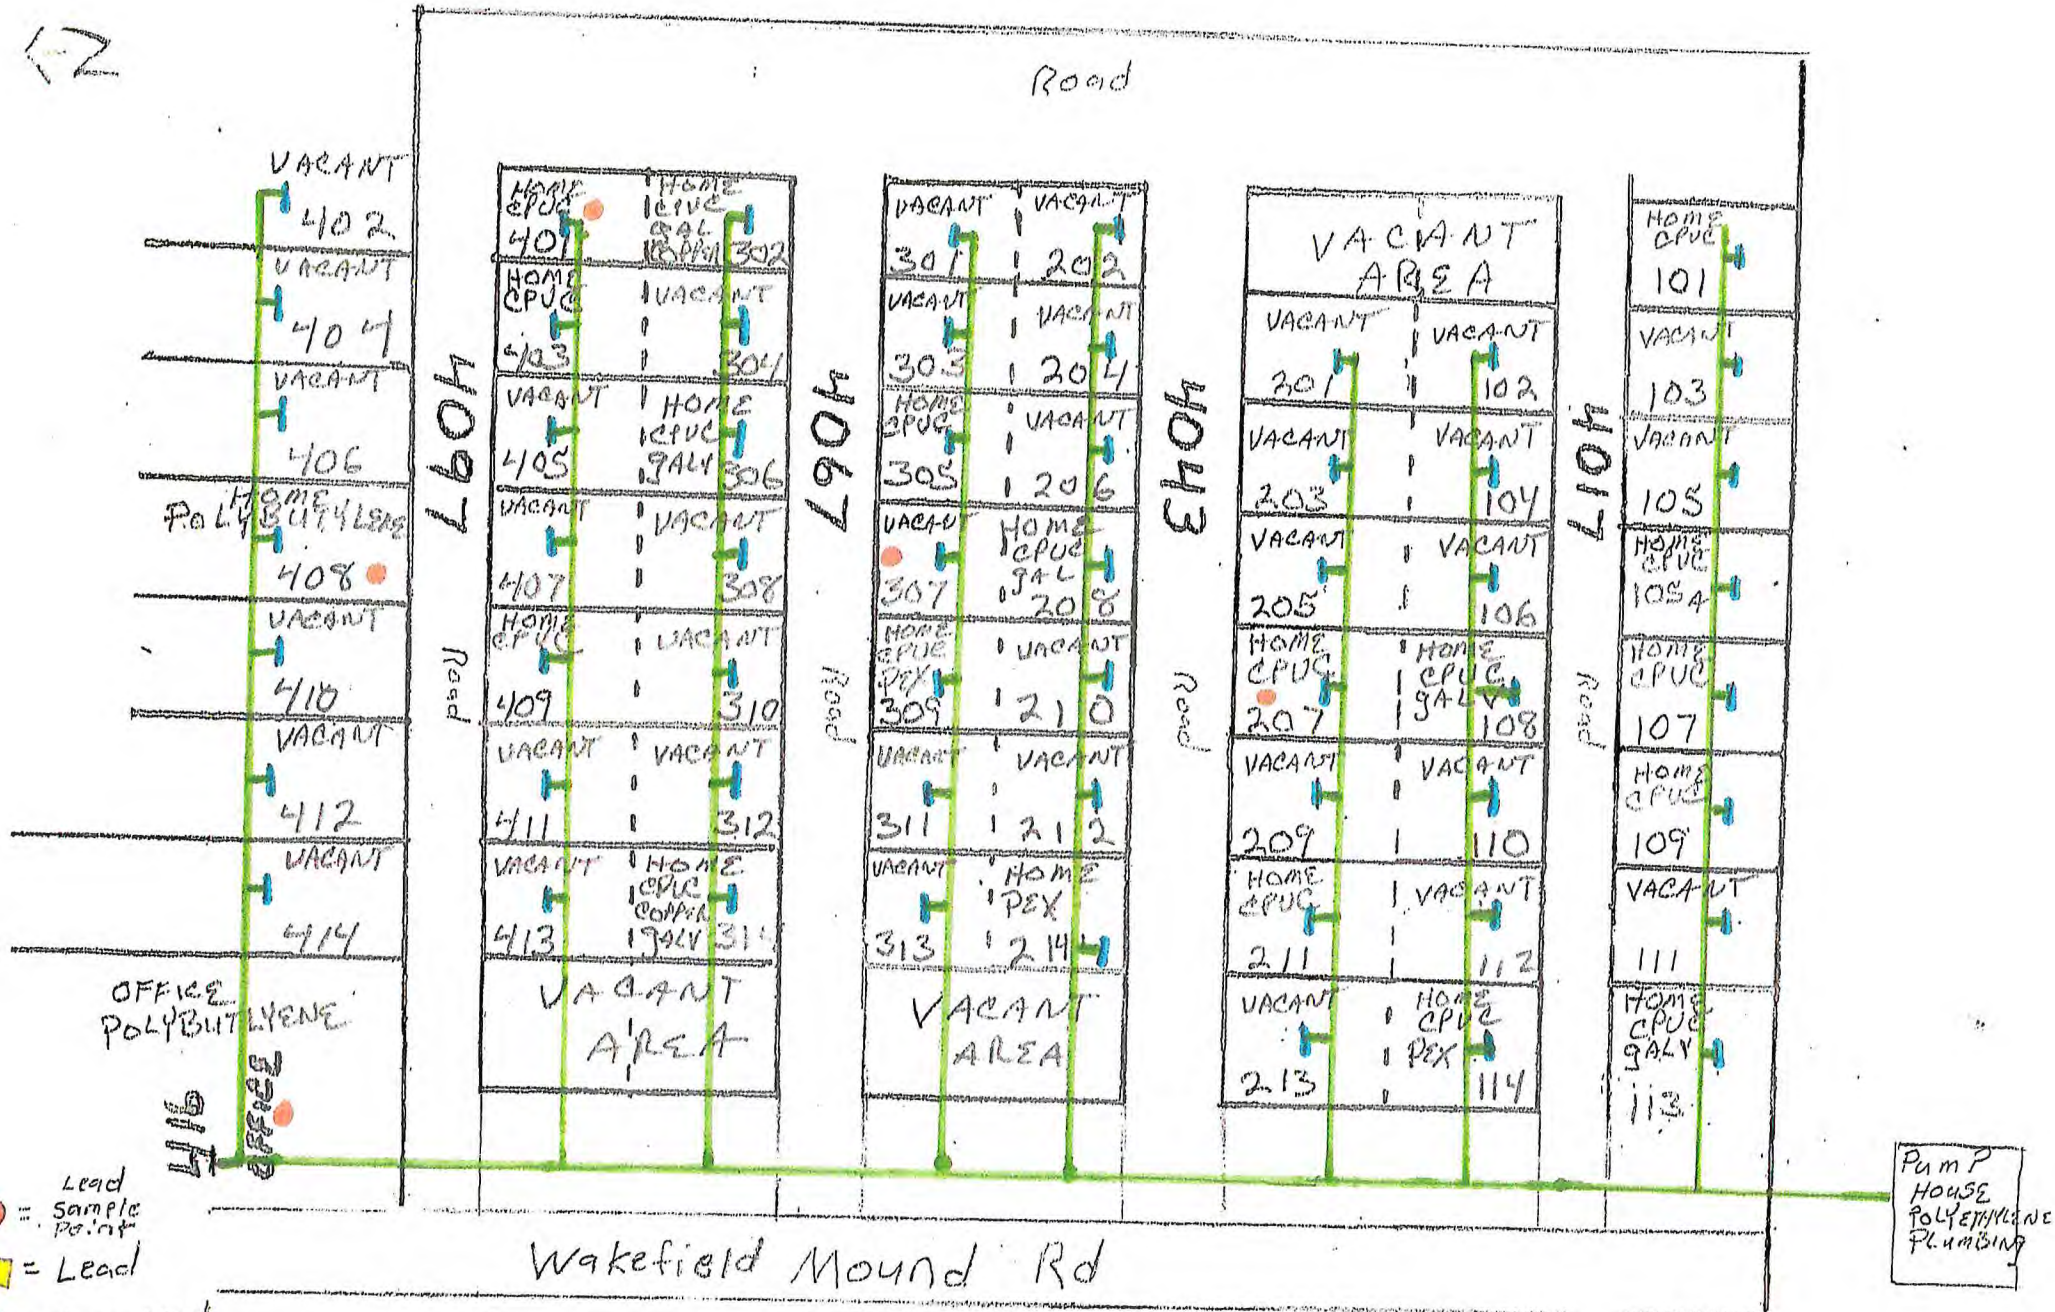 N
Road
VACANT
402
VACANT
404
VACANT
406
HOME
POLYBUTYLENE
408
VACANT
410
VACANT
412
VACANT
414
OFFICE
POLYBUTLYENE
416
OFFICE
4097
Road
HOME
CPVC
401
HOME
CPVC
403
VACANT
405
VACANT
407
HOME
CPVC
409
VACANT
411
VACANT
413
HOME
CPVC
GAL
COPPER 302
VACANT
304
HOME
CPVC
gALV 306
VACANT
308
VACANT
310
VACANT
312
HOME
CPVC
COPPER
gALV
VACANT
AREA
4067
Road
VACANT
301
VACANT
303
HOME
CPVC
305
VACANT
307
HOME
CPVC
PEX
309
VACANT
311
VACANT
313
VACANT
202
VACANT
204
VACANT
206
HOME
CPVC
gAL
208
VACANT
210
VACANT
212
HOME
PEX
214
VACANT
AREA
4043
Road
VACANT
AREA
VACANT
201
VACANT
203
VACANT
205
HOME
CPVC
207
VACANT
209
HOME
CPVC
211
VACANT
213
VACANT
102
VACANT
104
VACANT
106
HOME
CPVC
gALV
108
VACANT
110
VACANT
112
HOME
CPVC
PEX
114
4017
Road
HOME
CPVC
101
VACANT
103
VACANT
105
HOME
CPVC
105A
HOME
CPVC
107
HOME
CPVC
109
VACANT
111
HOME
CPVC
gALV
113
Pump
HOUSE
POLYETHYLENE
PLumBING
= Lead
Sample
Point
= Lead
Wakefield Mound Rd